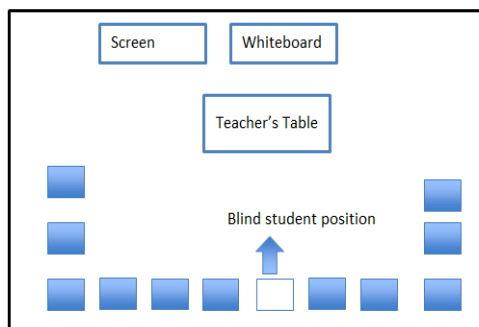 Screen
Whiteboard
Teacher’s Table
Blind student position